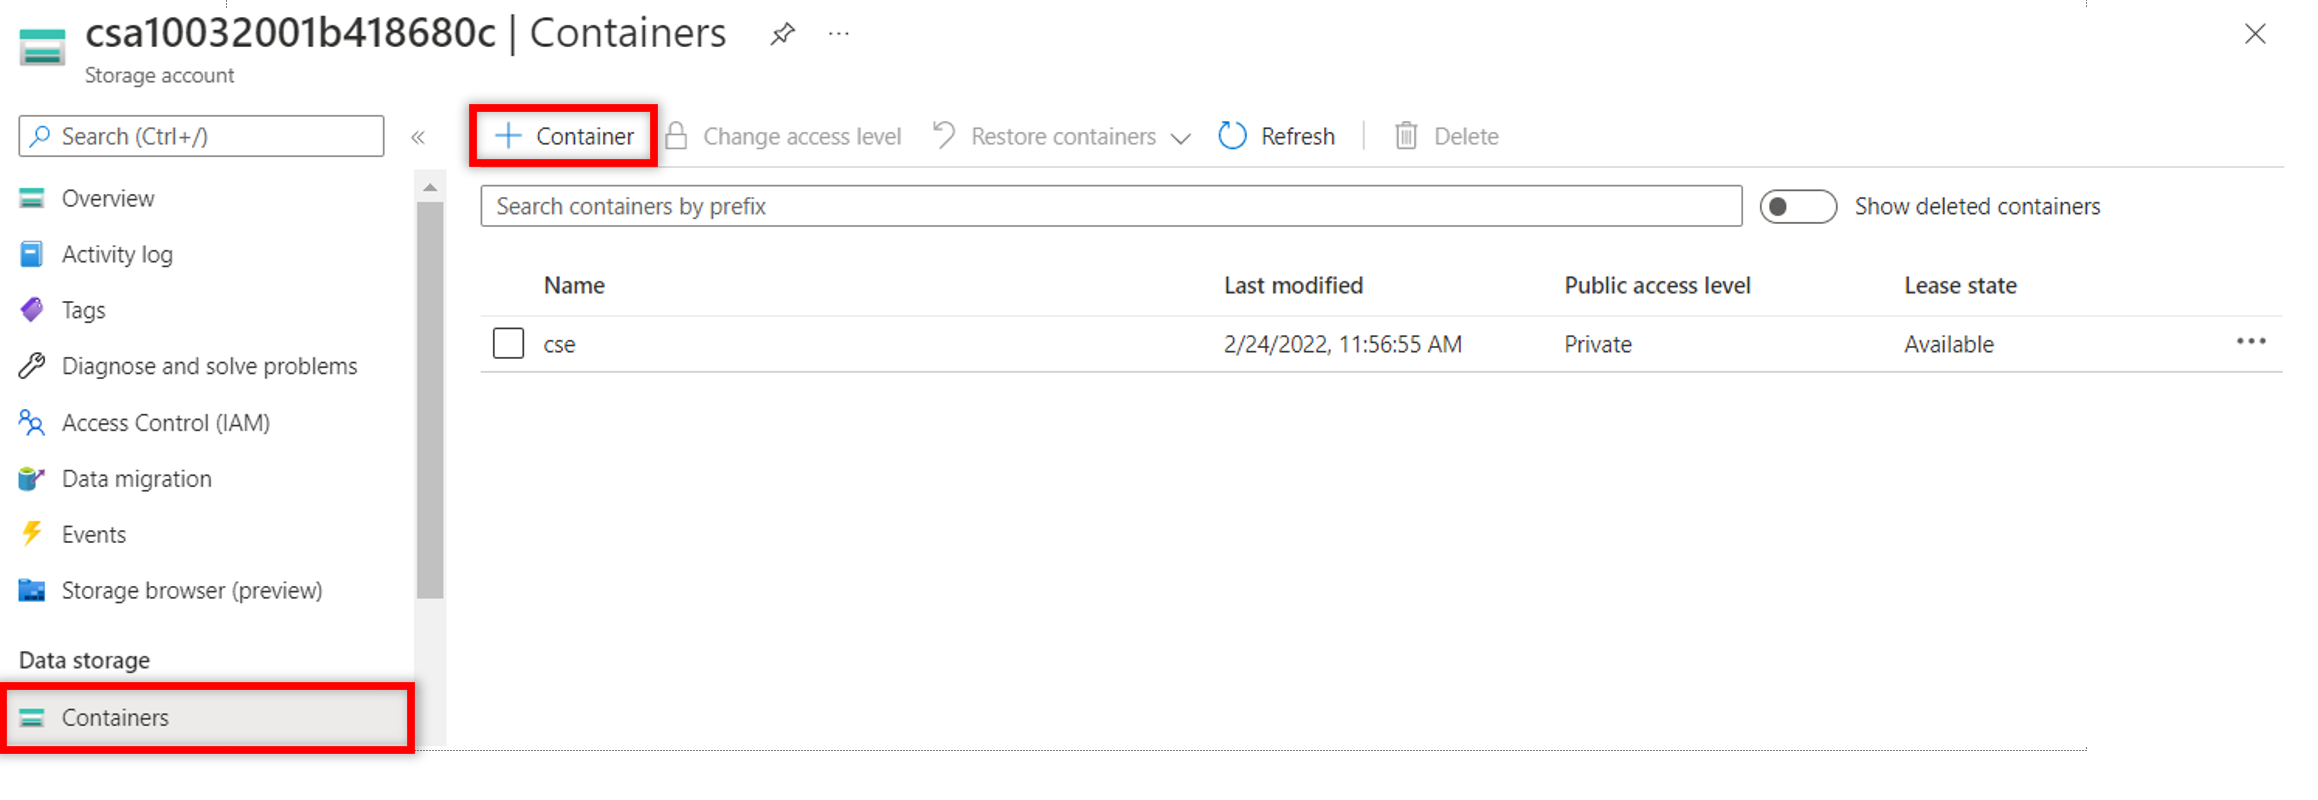 csa10032001b418680c | Containers
Storage account
Search (Ctrl+/)
Container
Change access level
Restore containers
Refresh
Delete
Overview
Activity log
Tags
Diagnose and solve problems
Access Control (IAM)
Data migration
Events
Storage browser (preview)
Data storage
Containers
Search containers by prefix
Show deleted containers
Name Last modified Public access level Lease state
cse 2/24/2022, 11:56:55 AM Private Available